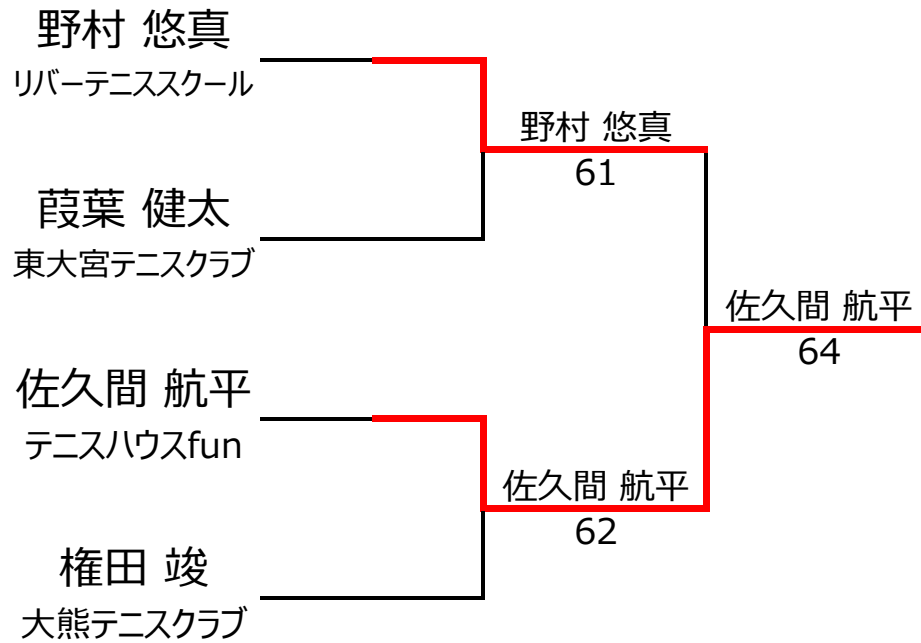 野村 悠真
リバーテニススクール
野村 悠真
61
葭葉 健太
東大宮テニスクラブ
佐久間 航平
64
佐久間 航平
テニスハウスfun
佐久間 航平
62
権田 竣
大熊テニスクラブ